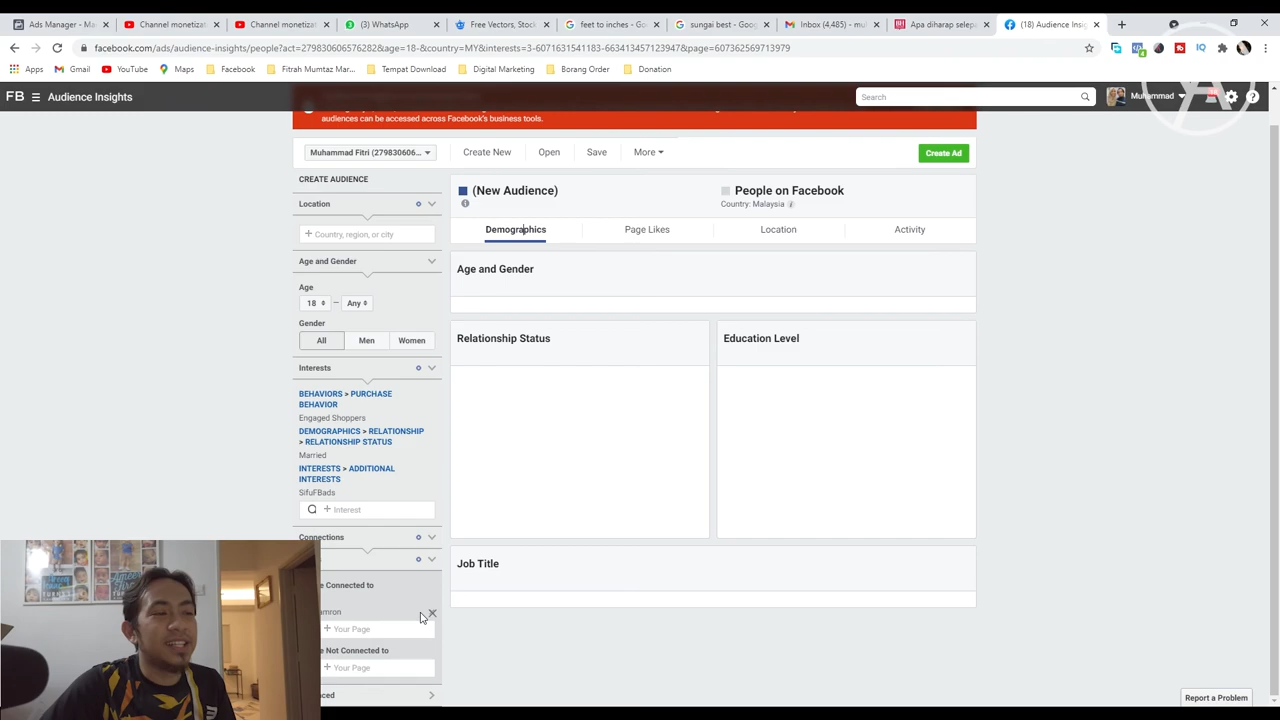 Ads Manager - Manag
Channel monetizat
Channel monetizat
(3) WhatsApp
Free Vectors, Stock
feet to inches - Goo
sungai best - Goog
Inbox (4,485) - mu
Apa diharap selepa
(18) Audience Insig
facebook.com/ads/audience-insights/people?act=279830606576282&age=18-&country=MY&interests=3-6071631541183-663413457123947&page=607362569713979
Apps
Gmail
YouTube
Maps
Facebook
Fitrah Mumtaz Mar...
Tempat Download
Digital Marketing
Borang Order
Donation
FB
Audience Insights
Search
Muhammad
audiences can be accessed across Facebook's business tools.
Muhammad Fitri (279830606...
Create New
Open
Save
More
Create Ad
CREATE AUDIENCE
Location
+ Country, region, or city
Age and Gender
Age
18 – Any
Gender
All
Men
Women
Interests
BEHAVIORS > PURCHASE
BEHAVIOR
Engaged Shoppers
DEMOGRAPHICS > RELATIONSHIP
> RELATIONSHIP STATUS
Married
INTERESTS > ADDITIONAL
INTERESTS
SifuFBads
+ Interest
Connections
e Connected to
amron
+ Your Page
e Not Connected to
+ Your Page
nced
(New Audience)
People on Facebook
Country: Malaysia
Demographics
Page Likes
Location
Activity
Age and Gender
Relationship Status
Education Level
Job Title
Report a Problem